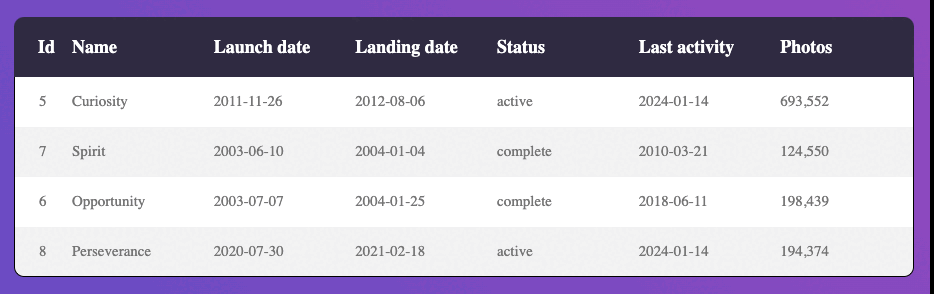 Id Name Launch date Landing date Status Last activity Photos
5 Curiosity 2011-11-26 2012-08-06 active 2024-01-14 693,552
7 Spirit 2003-06-10 2004-01-04 complete 2010-03-21 124,550
6 Opportunity 2003-07-07 2004-01-25 complete 2018-06-11 198,439
8 Perseverance 2020-07-30 2021-02-18 active 2024-01-14 194,374